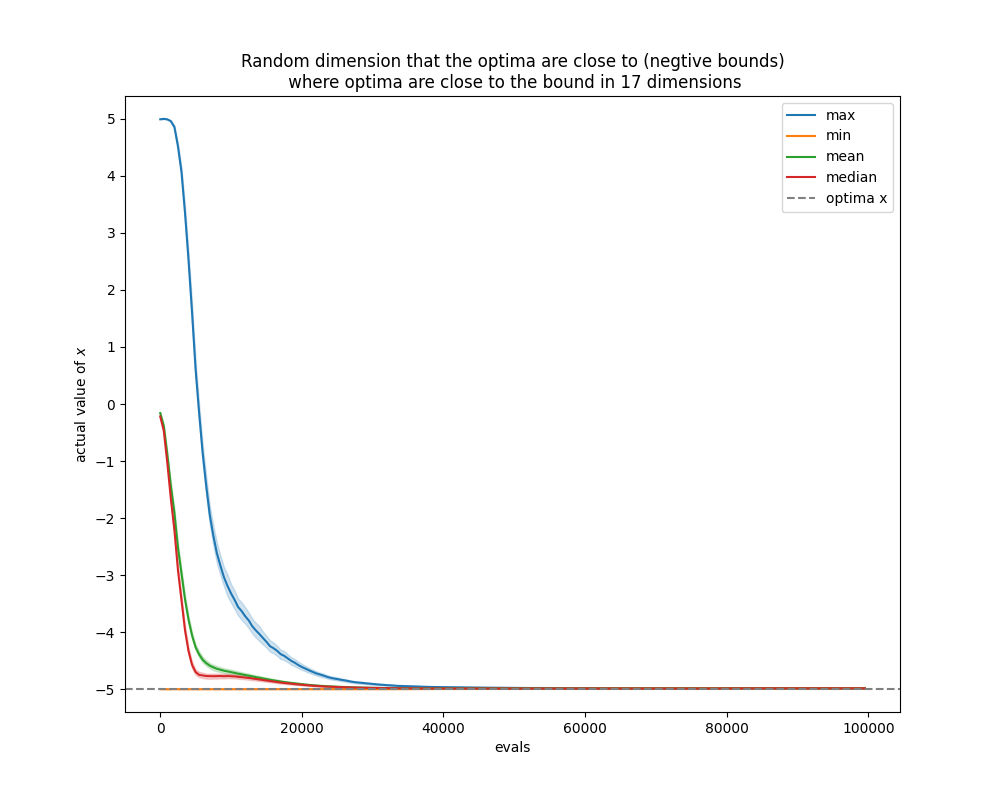 Random dimension that the optima are close to (negtive bounds)
where optima are close to the bound in 17 dimensions
max
min
mean
median
optima x
5
4
3
2
1
0
−1
−2
−3
−4
−5
actual value of x
0
20000
40000
60000
80000
100000
evals